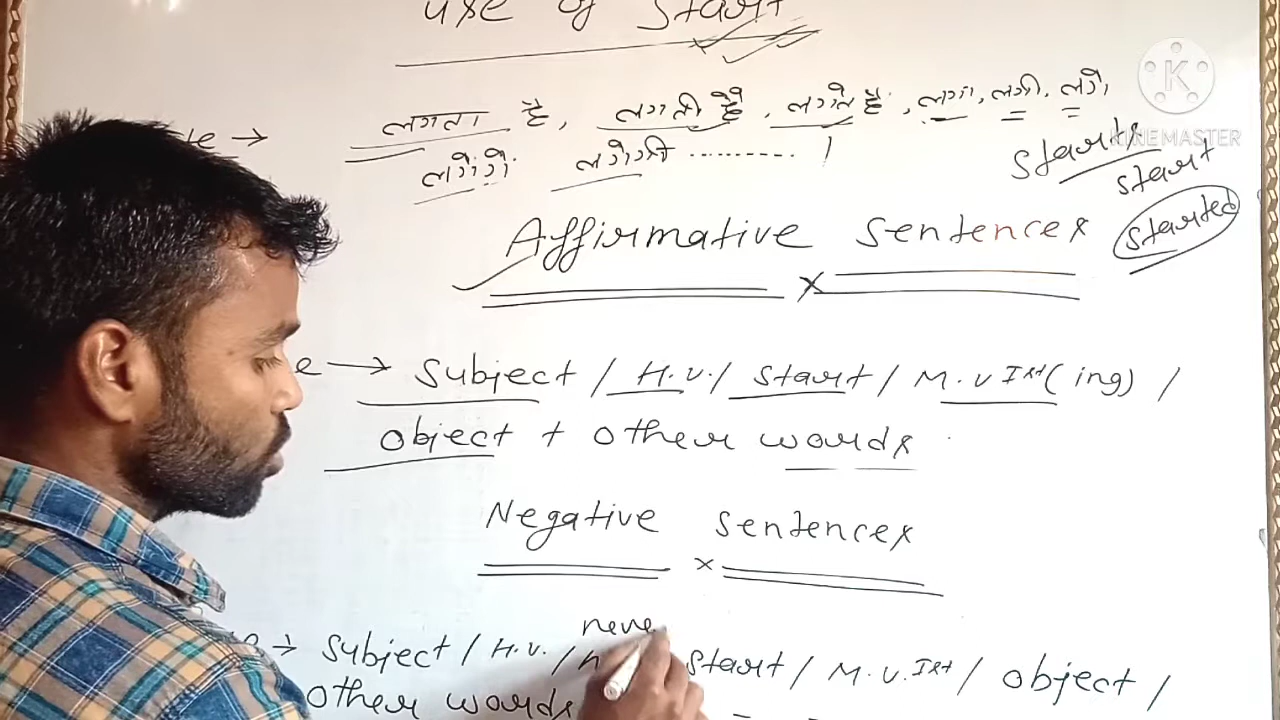 use of start
लगता है, लगती है, लगते है, लगा, लगी, लगे,
लगेंगे लगेगी .......... ।
starts
start
started
KINEMASTER
Affirmative Sentences
→ Subject / H.V. / start / M.V Ist (ing) /
object + other words
Negative sentences
neve
→ Subject / H.V. / start / M.V. Ist / object /
other words